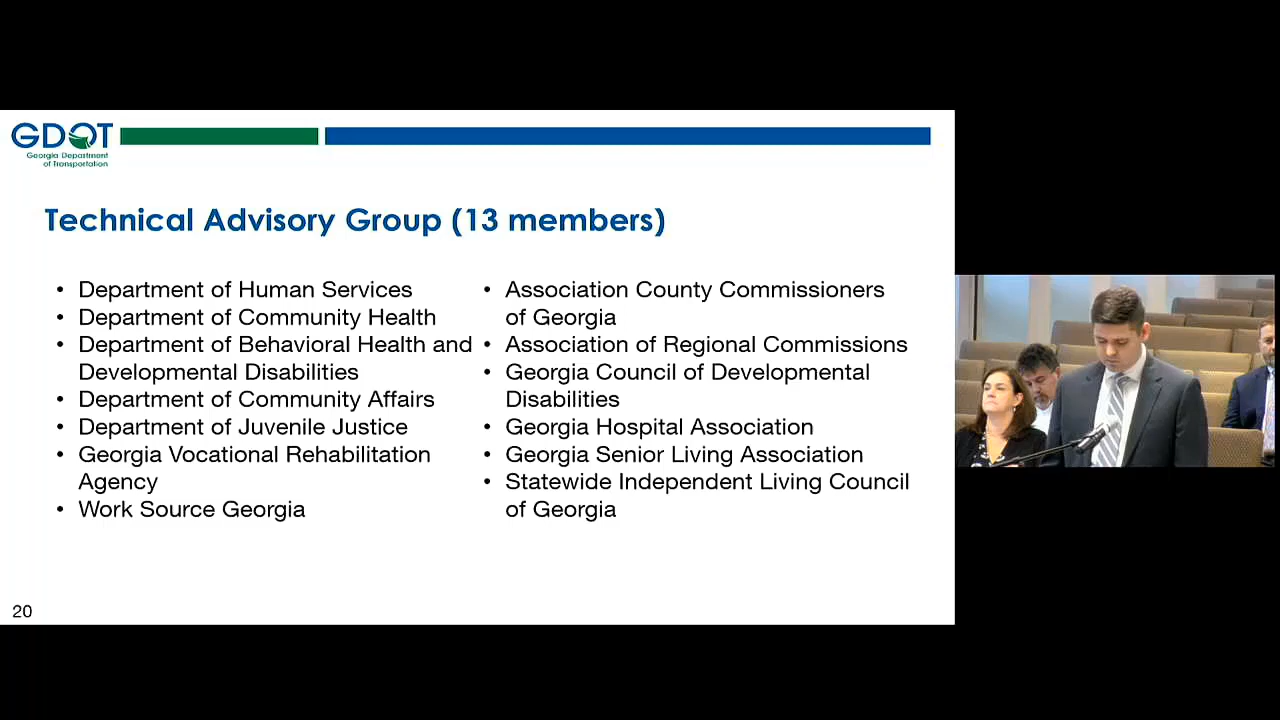 GDOT
Georgia Department
of Transportation
Technical Advisory Group (13 members)
• Department of Human Services
• Department of Community Health
• Department of Behavioral Health and
Developmental Disabilities
• Department of Community Affairs
• Department of Juvenile Justice
• Georgia Vocational Rehabilitation
Agency
• Work Source Georgia
• Association County Commissioners
of Georgia
• Association of Regional Commissions
• Georgia Council of Developmental
Disabilities
• Georgia Hospital Association
• Georgia Senior Living Association
• Statewide Independent Living Council
of Georgia
20